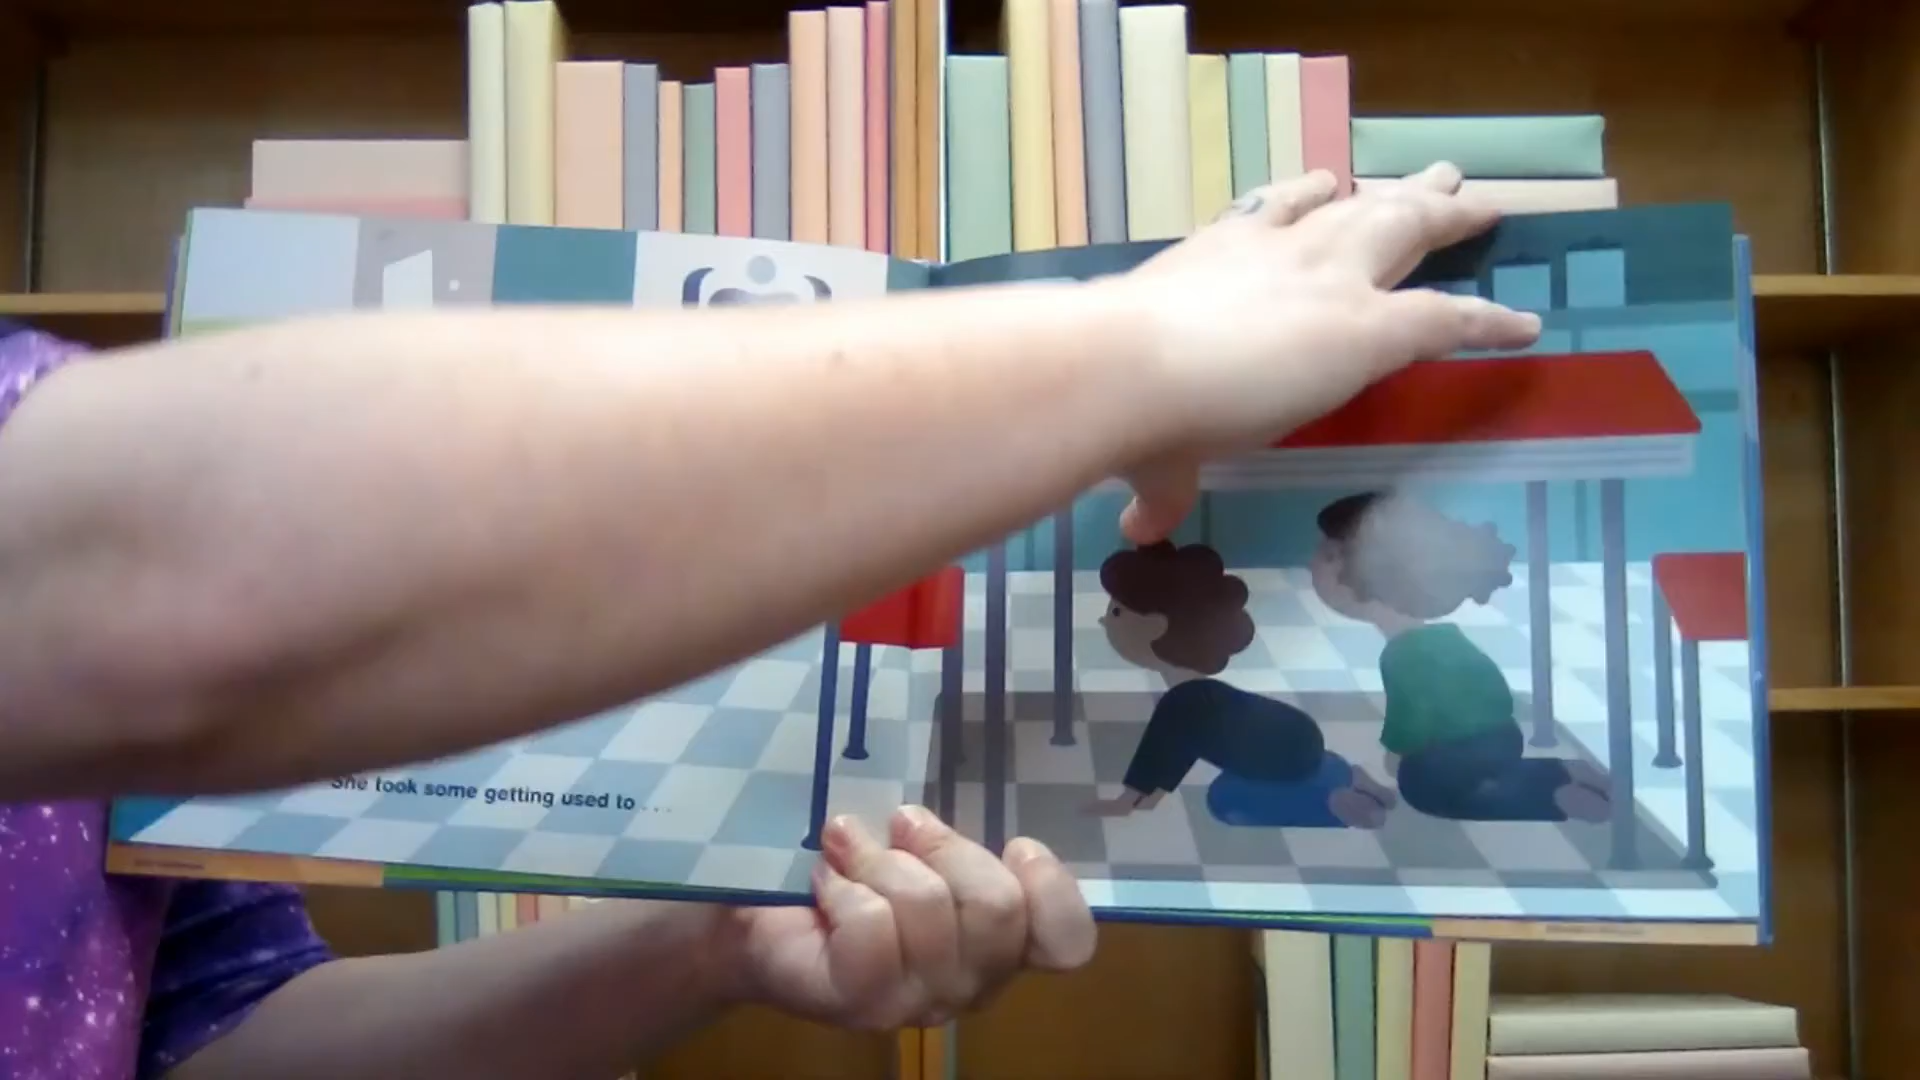 She took some getting used to . . .